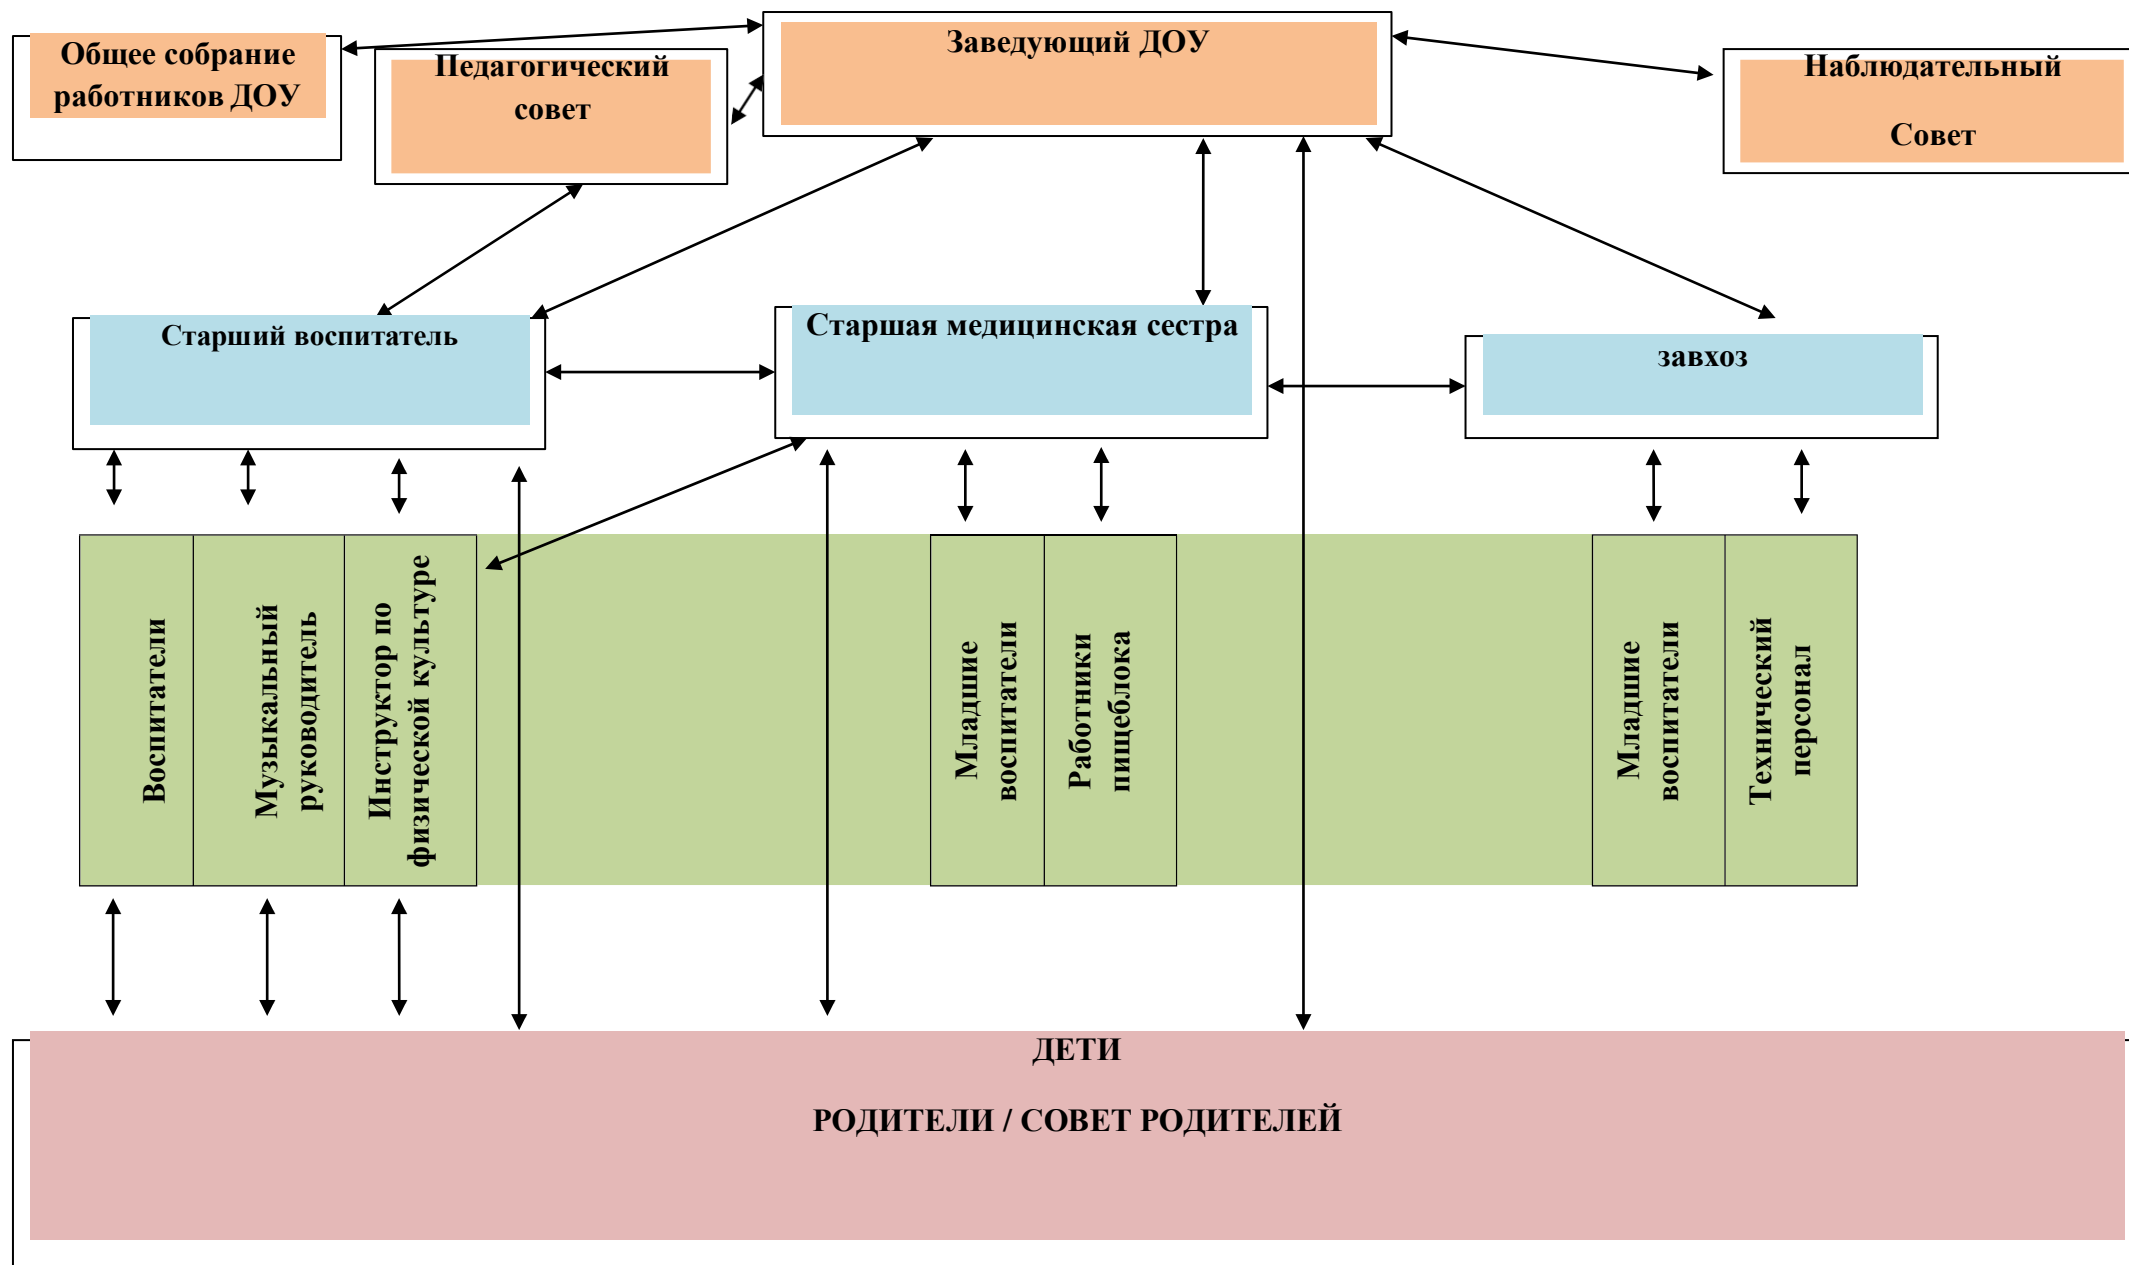 Общее собрание
работников ДОУ
Педагогический
совет
Заведующий ДОУ
Наблюдательный
Совет
Старший воспитатель
Старшая медицинская сестра
завхоз
Воспитатели
Музыкальный
руководитель
Инструктор по
физической культуре
Младшие
воспитатели
Работники
пищеблока
Младшие
воспитатели
Технический
персонал
ДЕТИ
РОДИТЕЛИ / СОВЕТ РОДИТЕЛЕЙ